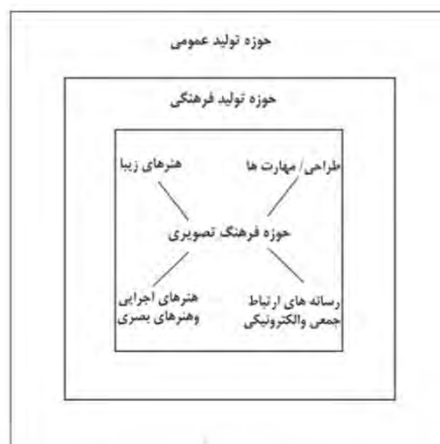 حوزه تولید عمومی
حوزه تولید فرهنگی
طراحی/ مهارت ها
هنرهای زیبا
حوزه فرهنگ تصویری
رسانه های ارتباط
جمعی والکترونیکی
هنرهای اجرایی
وهنرهای بصری